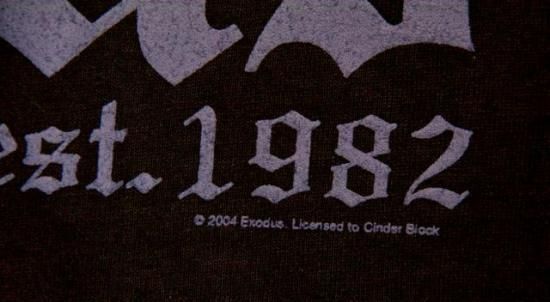 est. 1982
© 2004 Exodus. Licensed to Cinder Block